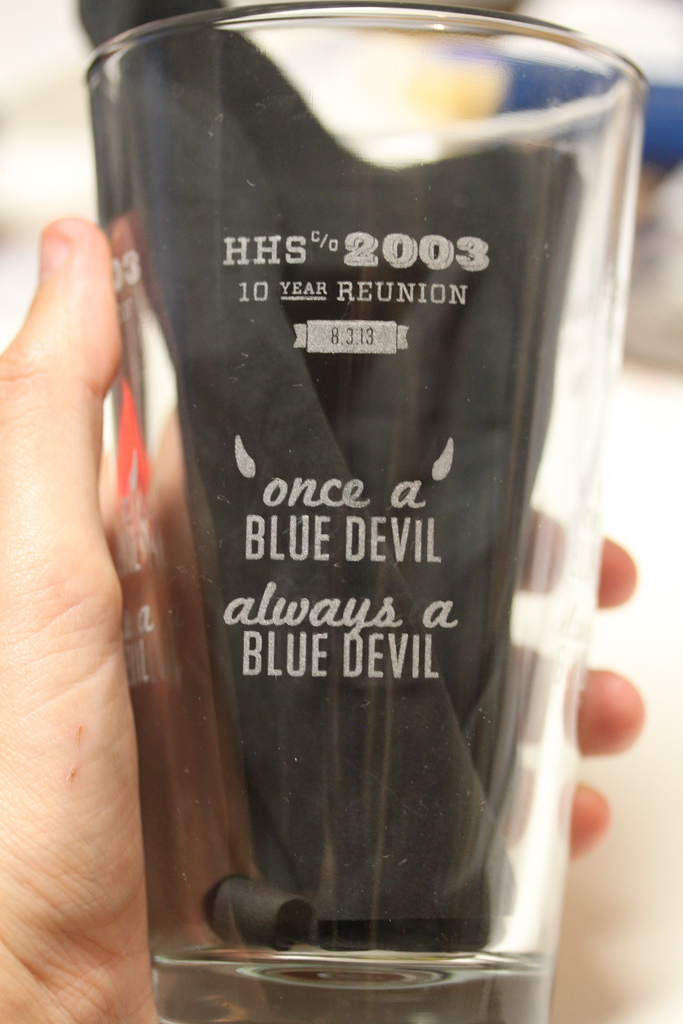 HHS c/o 2003
10 YEAR REUNION
8.3.13
once a
BLUE DEVIL
always a
BLUE DEVIL